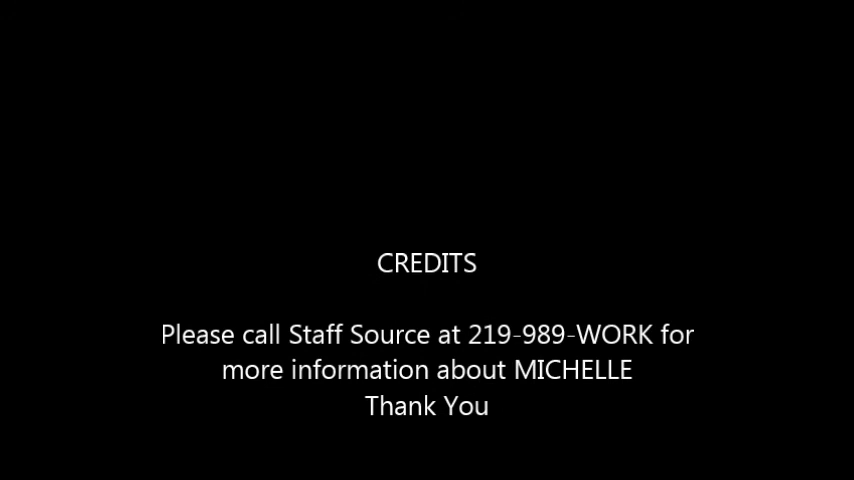 CREDITS
Please call Staff Source at 219-989-WORK for
more information about MICHELLE
Thank You